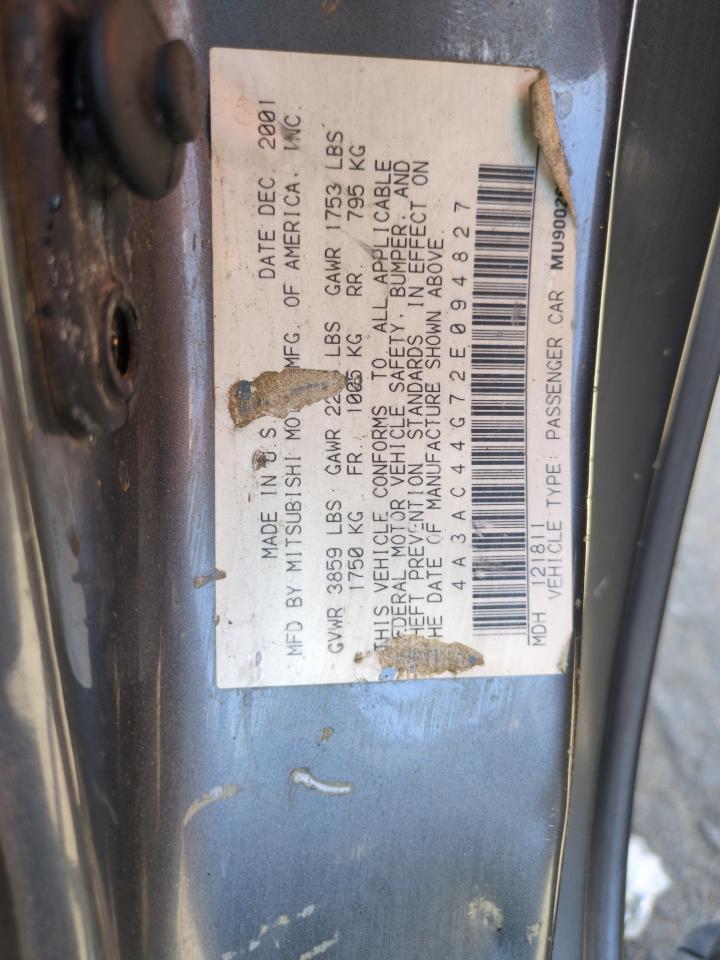 MADE IN U.S. DATE DEC. 2001
MFD BY MITSUBISHI MO MFG. OF AMERICA, INC.
GVWR 3859 LBS GAWR 22 LBS GAWR 1753 LBS
1750 KG FR. 1005 KG RR. 795 KG
THIS VEHICLE CONFORMS TO ALL APPLICABLE
FEDERAL MOTOR VEHICLE SAFETY, BUMPER, AND
THEFT PREVENTION STANDARDS IN EFFECT ON
THE DATE OF MANUFACTURE SHOWN ABOVE.
4A3AC44G72E094827
MDH 121811
VEHICLE TYPE: PASSENGER CAR MU90026